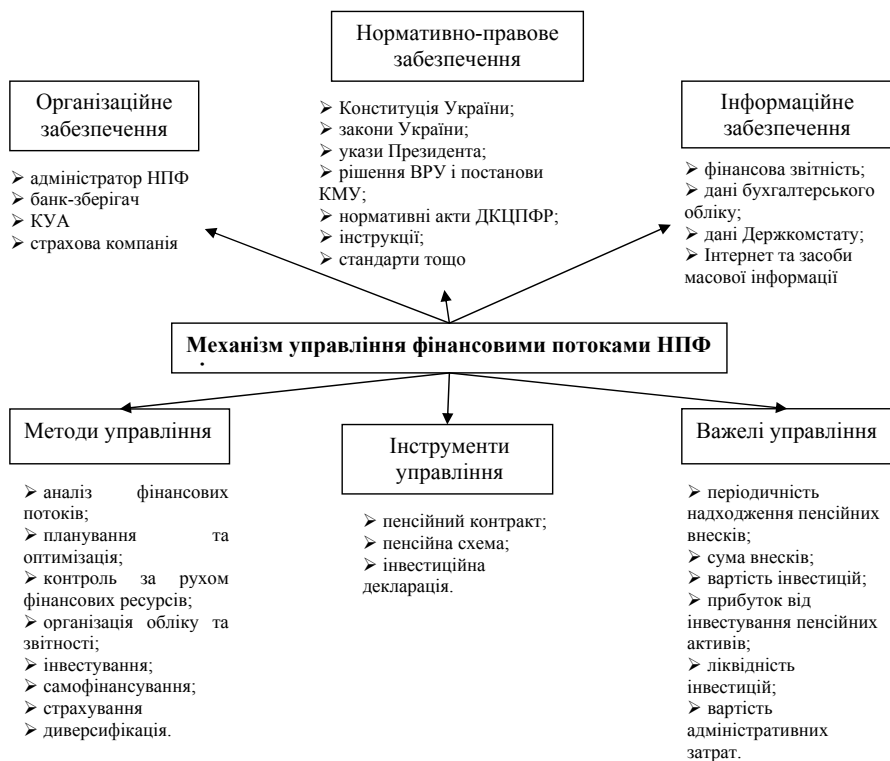 Нормативно-правове
забезпечення
Організаційне
забезпечення
Інформаційне
забезпечення
➢ адміністратор НПФ
➢ банк-зберігач
➢ КУА
➢ страхова компанія
➢ Конституція України;
➢ закони України;
➢ укази Президента;
➢ рішення ВРУ і постанови
КМУ;
➢ нормативні акти ДКЦПФР;
➢ інструкції;
➢ стандарти тощо
➢ фінансова звітність;
➢ дані бухгалтерського
обліку;
➢ дані Держкомстату;
➢ Інтернет та засоби
масової інформації
Механізм управління фінансовими потоками НПФ
.
Методи управління
Інструменти
управління
Важелі управління
➢ аналіз фінансових
потоків;
➢ планування та
оптимізація;
➢ контроль за рухом
фінансових ресурсів;
➢ організація обліку та
звітності;
➢ інвестування;
➢ самофінансування;
➢ страхування
➢ диверсифікація.
➢ пенсійний контракт;
➢ пенсійна схема;
➢ інвестиційна
декларація.
➢ періодичність
надходження пенсійних
внесків;
➢ сума внесків;
➢ вартість інвестицій;
➢ прибуток від
інвестування пенсійних
активів;
➢ ліквідність
інвестицій;
➢ вартість
адміністративних
затрат.